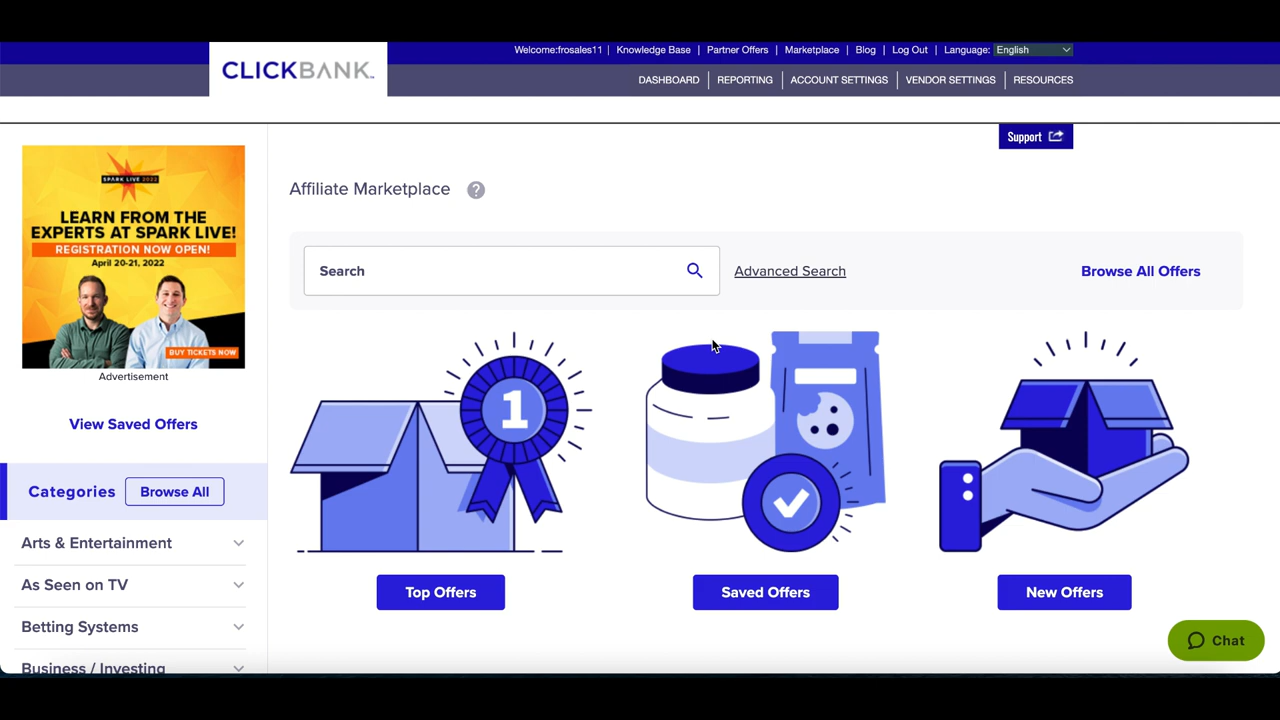 Welcome:frosales11 | Knowledge Base | Partner Offers | Marketplace | Blog | Log Out | Language: English
CLICKBANK™
DASHBOARD | REPORTING | ACCOUNT SETTINGS | VENDOR SETTINGS | RESOURCES
Support
SPARK LIVE 2022
LEARN FROM THE
EXPERTS AT SPARK LIVE!
REGISTRATION NOW OPEN!
April 20-21, 2022
BUY TICKETS NOW
Advertisement
View Saved Offers
Categories Browse All
Arts & Entertainment
As Seen on TV
Betting Systems
Business / Investing
Affiliate Marketplace ?
Search Advanced Search Browse All Offers
1
Top Offers Saved Offers New Offers
Chat